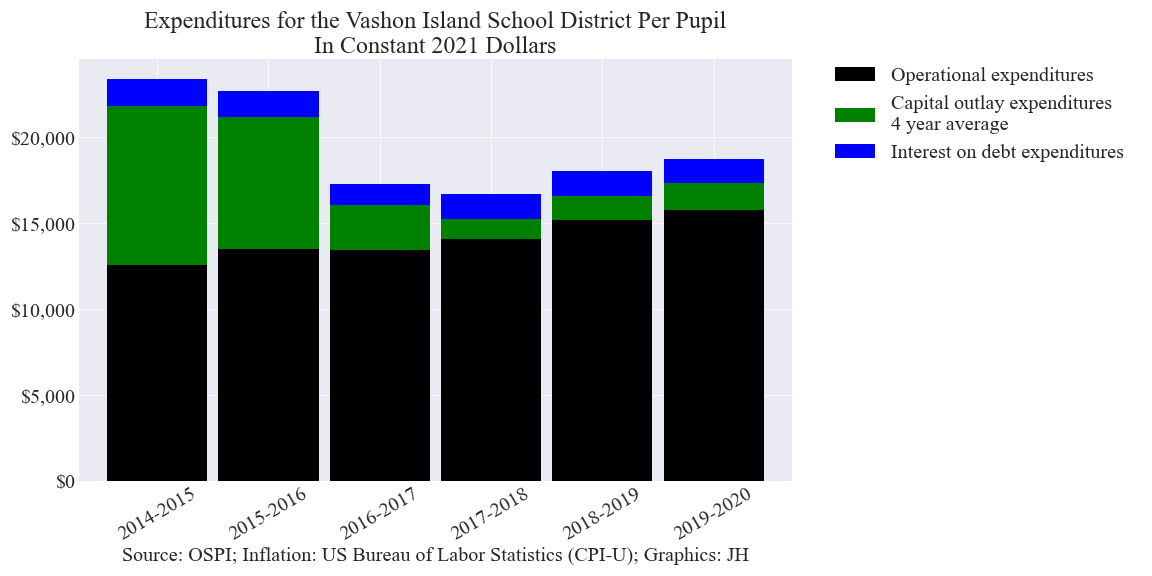 Expenditures for the Vashon Island School District Per Pupil
In Constant 2021 Dollars
Operational expenditures
Capital outlay expenditures
4 year average
Interest on debt expenditures
$20,000
$15,000
$10,000
$5,000
$0
2014-2015
2015-2016
2016-2017
2017-2018
2018-2019
2019-2020
Source: OSPI; Inflation: US Bureau of Labor Statistics (CPI-U); Graphics: JH